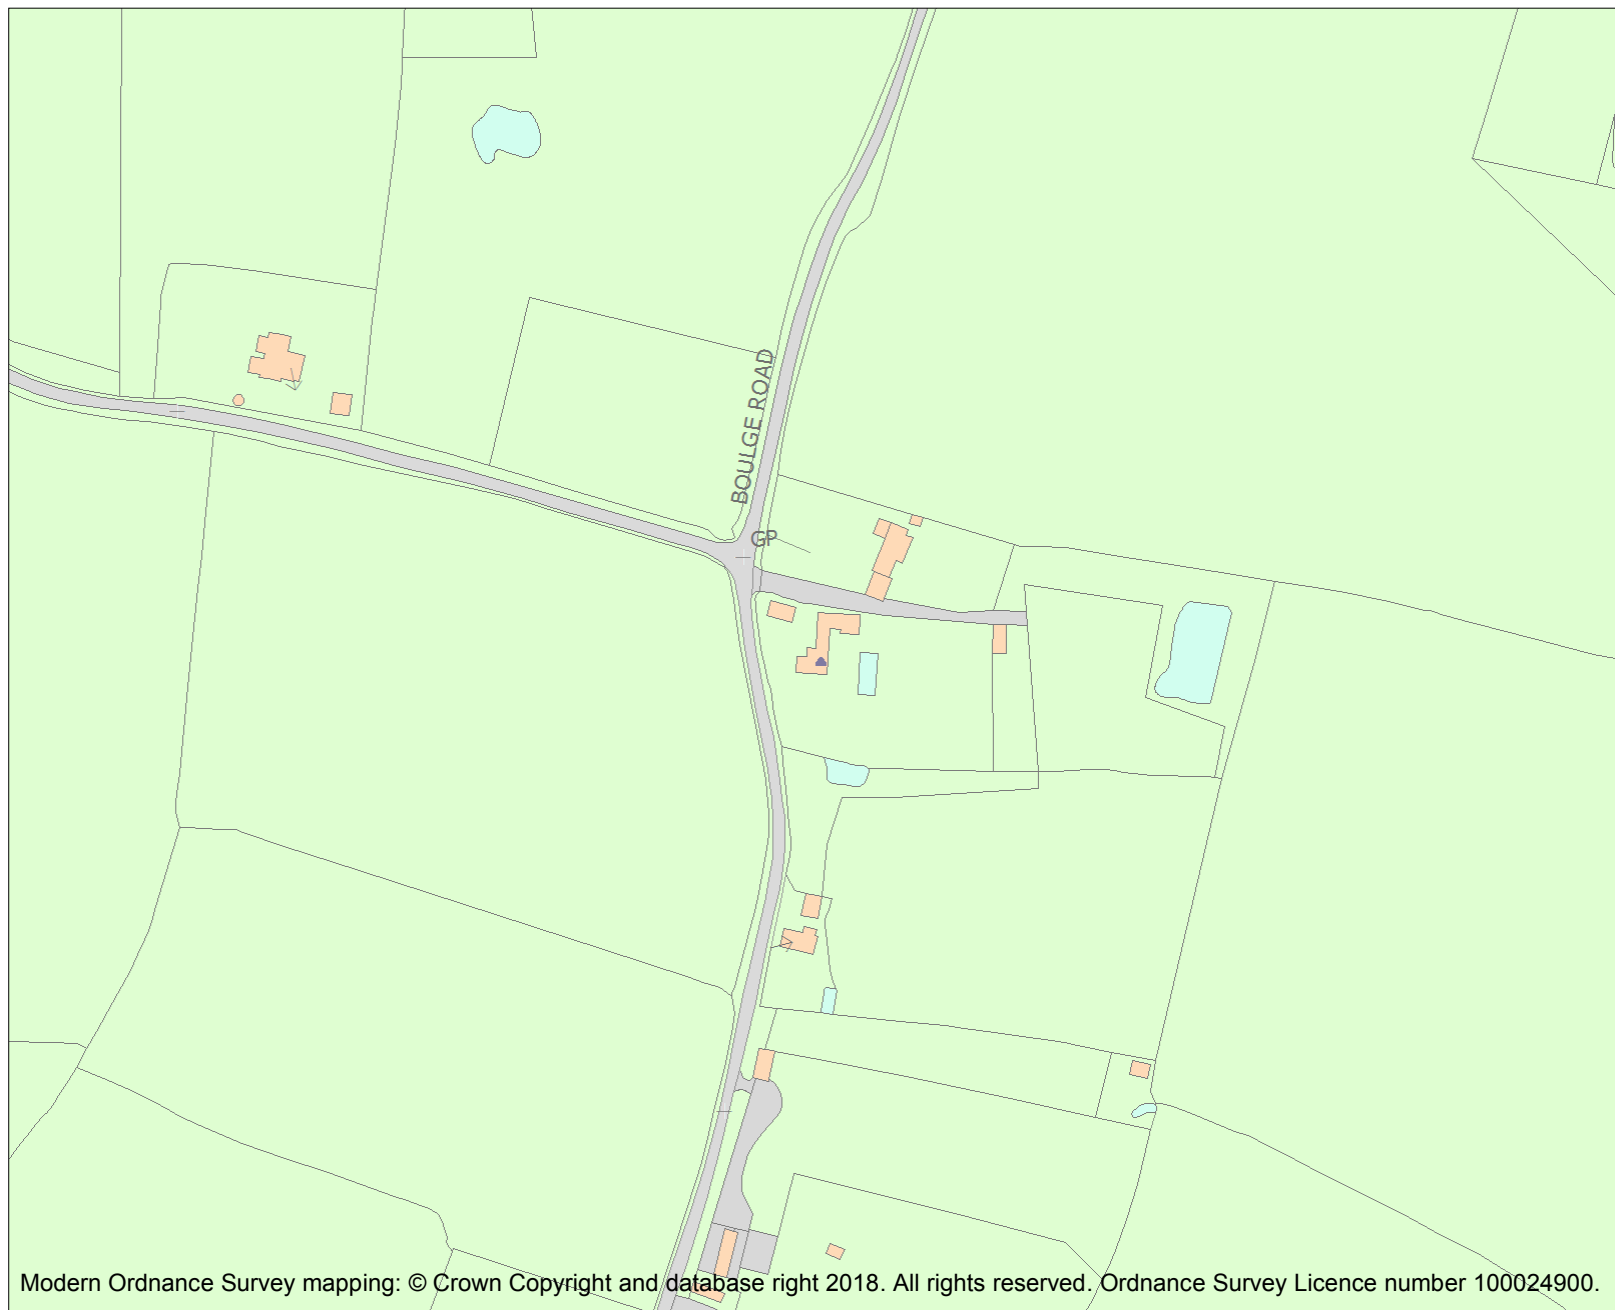 BOULGE ROAD
GP
Modern Ordnance Survey mapping: © Crown Copyright and database right 2018. All rights reserved. Ordnance Survey Licence number 100024900.